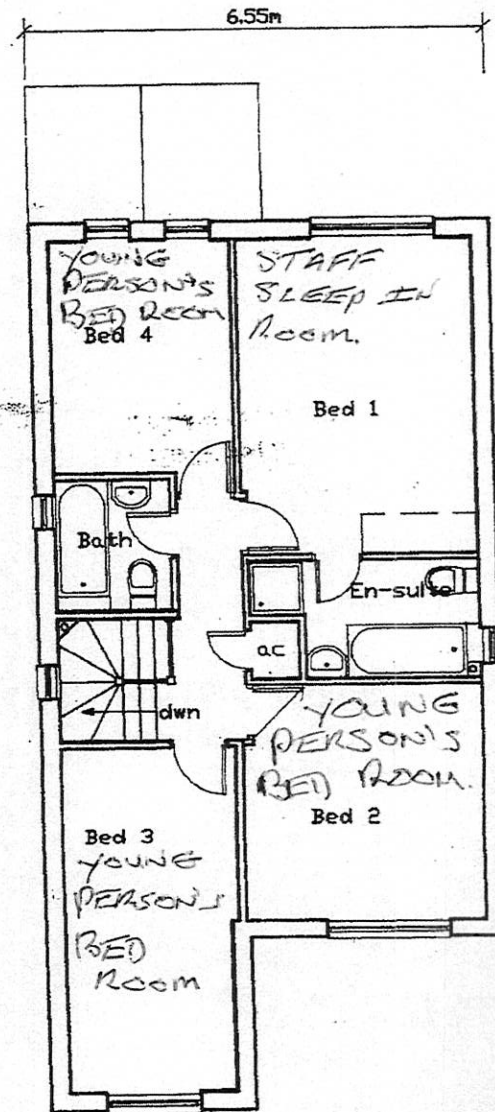 6.55m
YOUNG
PERSON'S
BED ROOM
Bed 4
STAFF
SLEEP IN
ROOM.
Bed 1
Bath
En-suite
ac
dwn
YOUNG
PERSON'S
BED ROOM.
Bed 2
Bed 3
YOUNG
PERSON'S
BED
ROOM